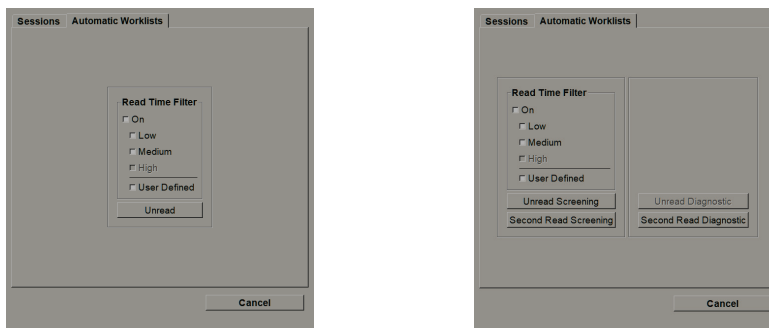 Sessions Automatic Worklists
Read Time Filter
On
Low
Medium
High
User Defined
Unread
Cancel
Sessions Automatic Worklists
Read Time Filter
On
Low
Medium
High
User Defined
Unread Screening
Second Read Screening
Unread Diagnostic
Second Read Diagnostic
Cancel